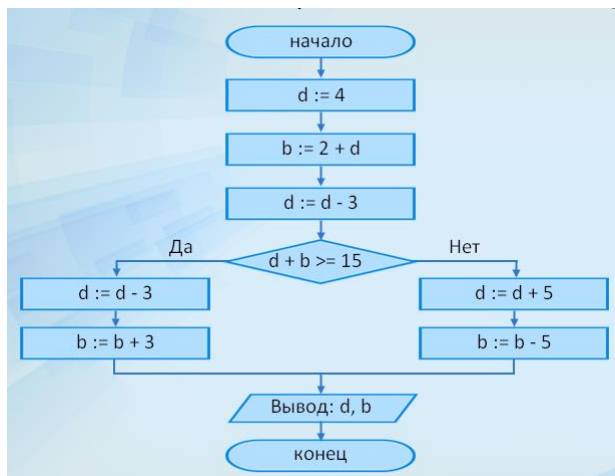 начало
d := 4
b := 2 + d
d := d - 3
Да
d + b >= 15
Нет
d := d - 3
d := d + 5
b := b + 3
b := b - 5
Вывод: d, b
конец